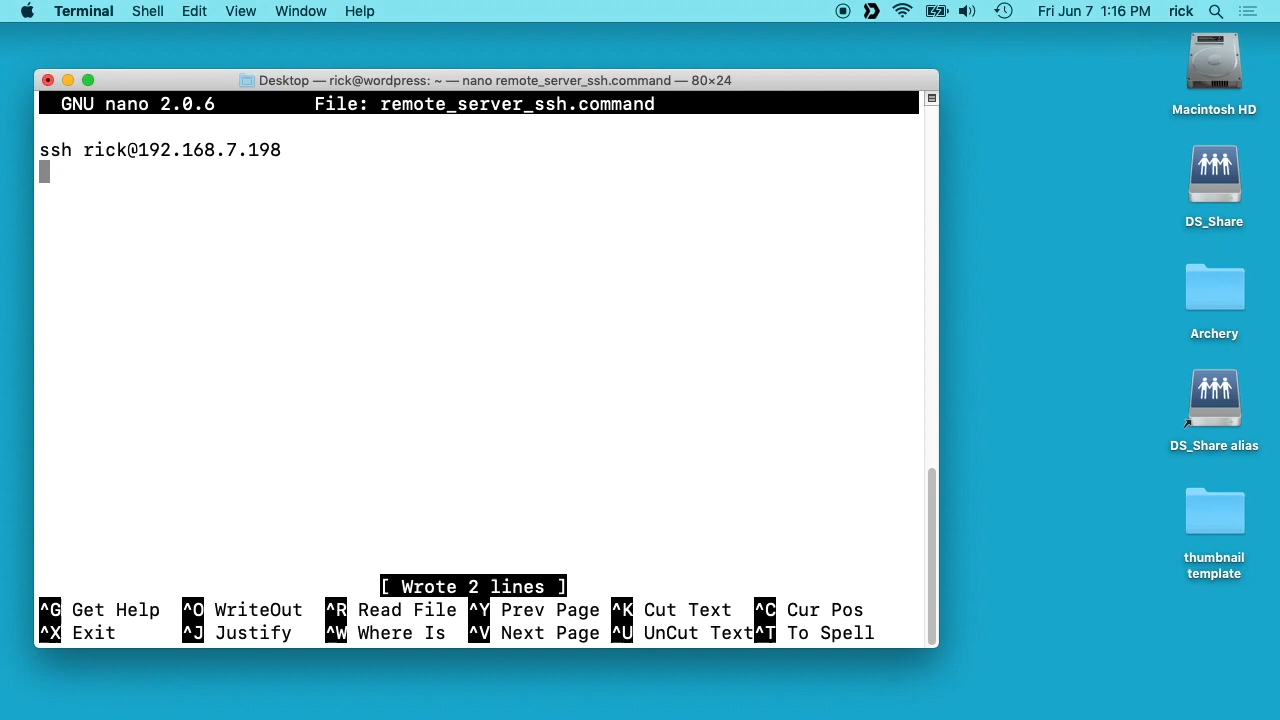 Terminal Shell Edit View Window Help Fri Jun 7 1:16 PM rick
Desktop — rick@wordpress: ~ — nano remote_server_ssh.command — 80×24
GNU nano 2.0.6 File: remote_server_ssh.command
ssh rick@192.168.7.198
[ Wrote 2 lines ]
^G Get Help ^O WriteOut ^R Read File ^Y Prev Page ^K Cut Text ^C Cur Pos
^X Exit ^J Justify ^W Where Is ^V Next Page ^U UnCut Text^T To Spell
Macintosh HD
DS_Share
Archery
DS_Share alias
thumbnail
template